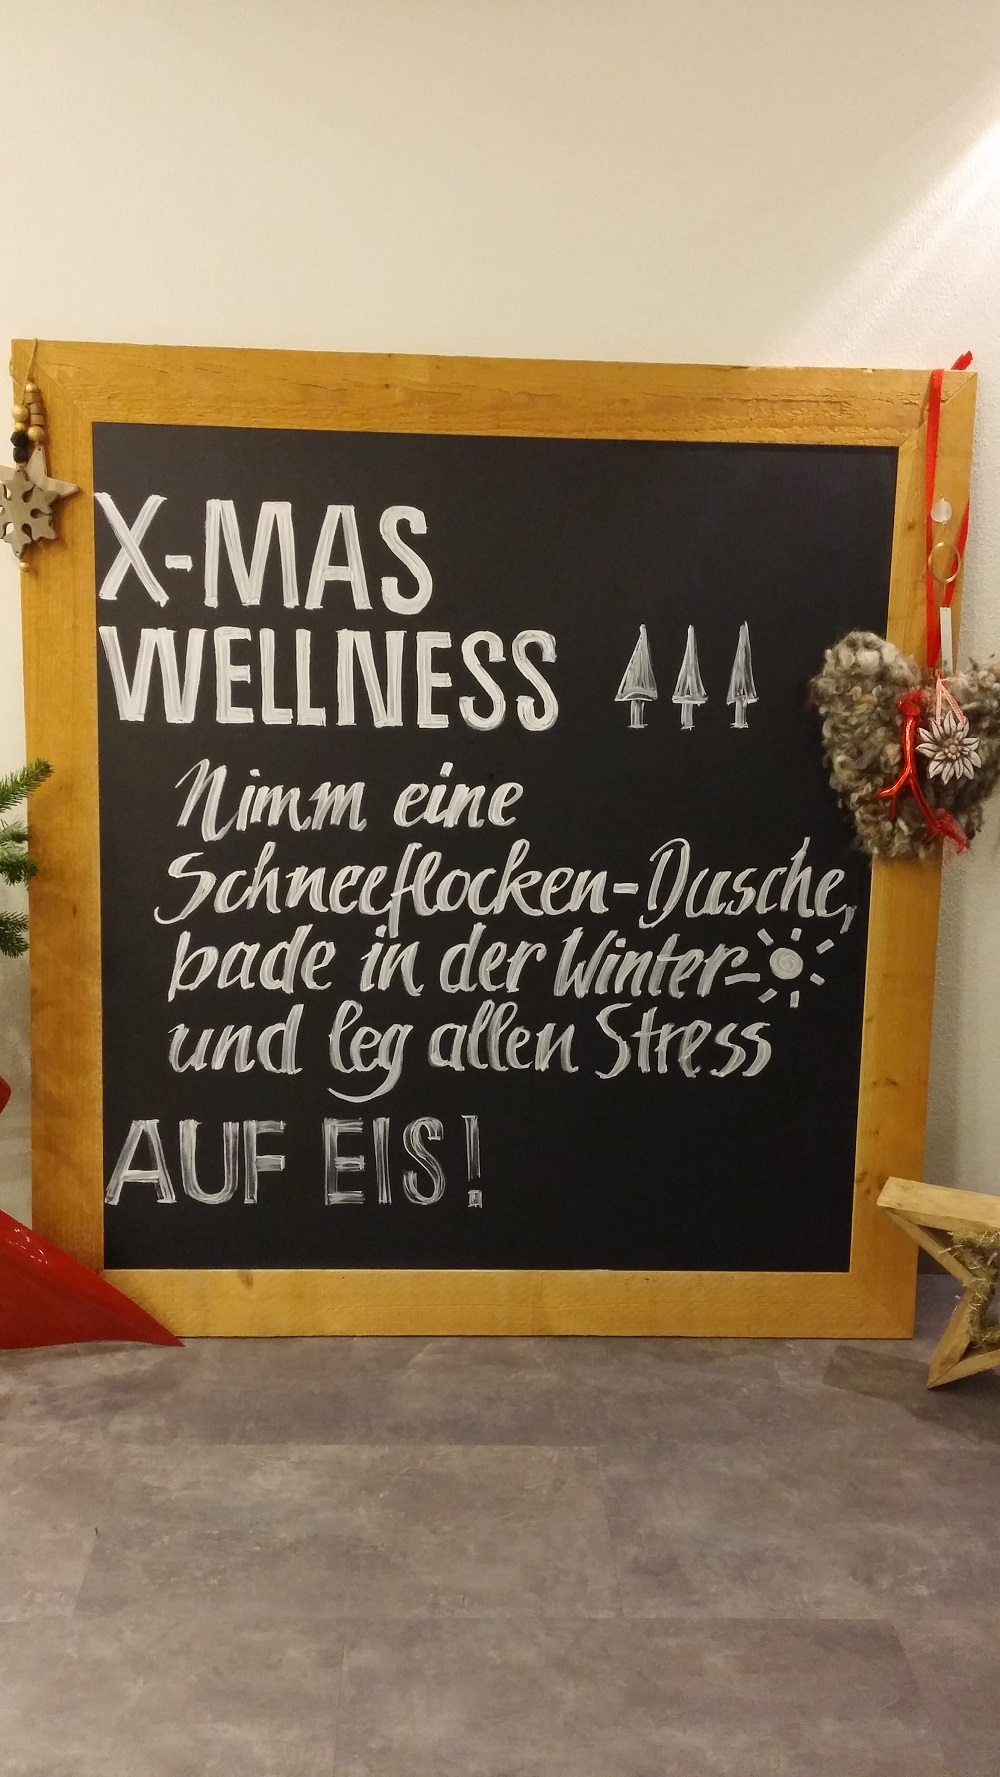 X-MAS
WELLNESS
Nimm eine
Schneeflocken-Dusche,
bade in der Winter-
und leg allen Stress
AUF EIS!